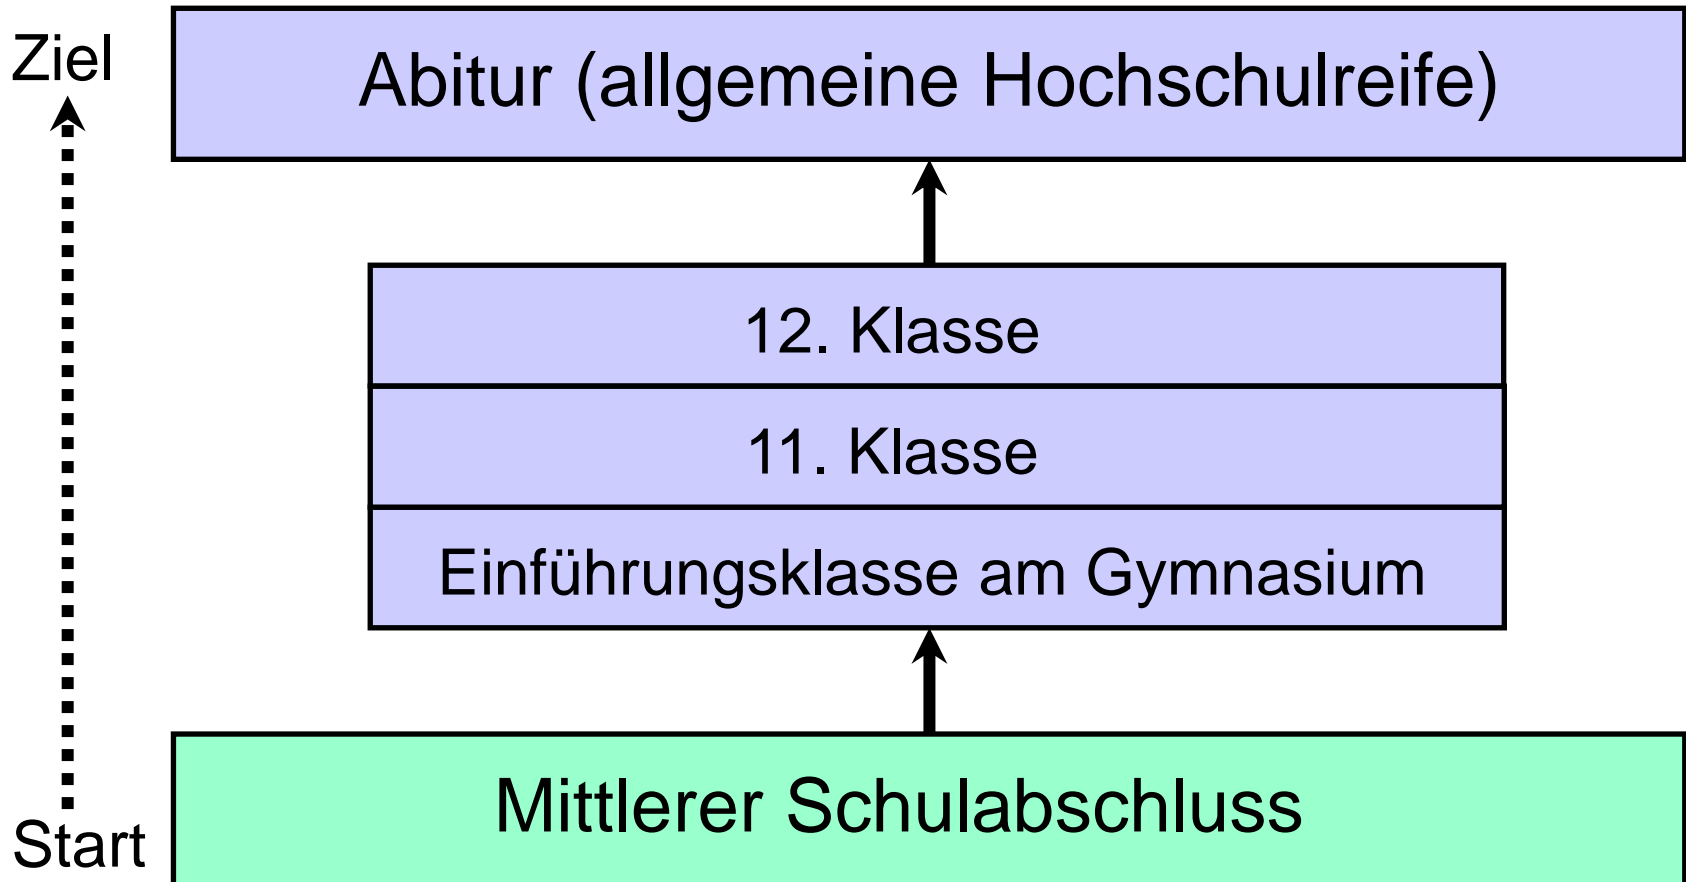 Ziel
Abitur (allgemeine Hochschulreife)
12. Klasse
11. Klasse
Einführungsklasse am Gymnasium
Mittlerer Schulabschluss
Start